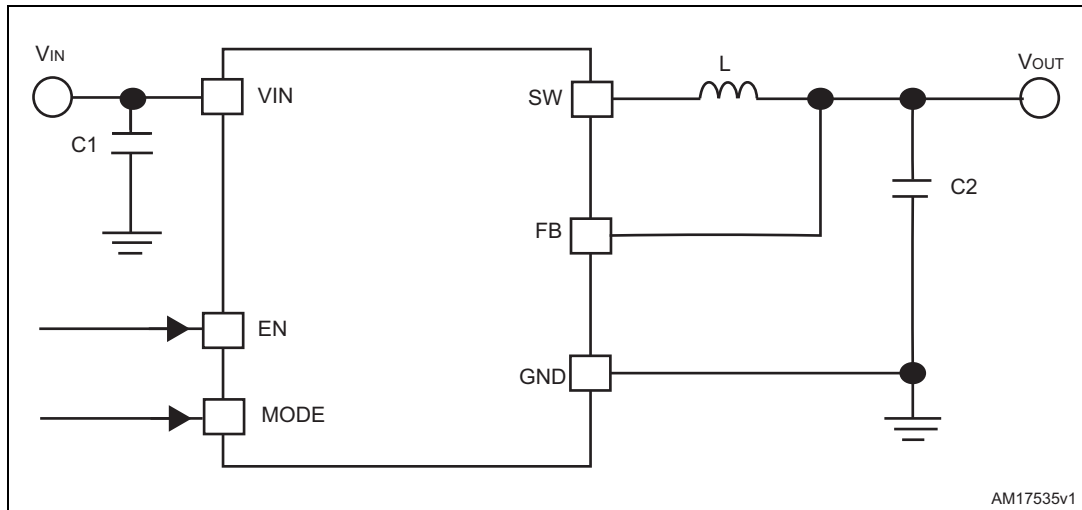 VIN
C1
VIN
EN
MODE
SW
FB
GND
L
VOUT
C2
AM17535v1